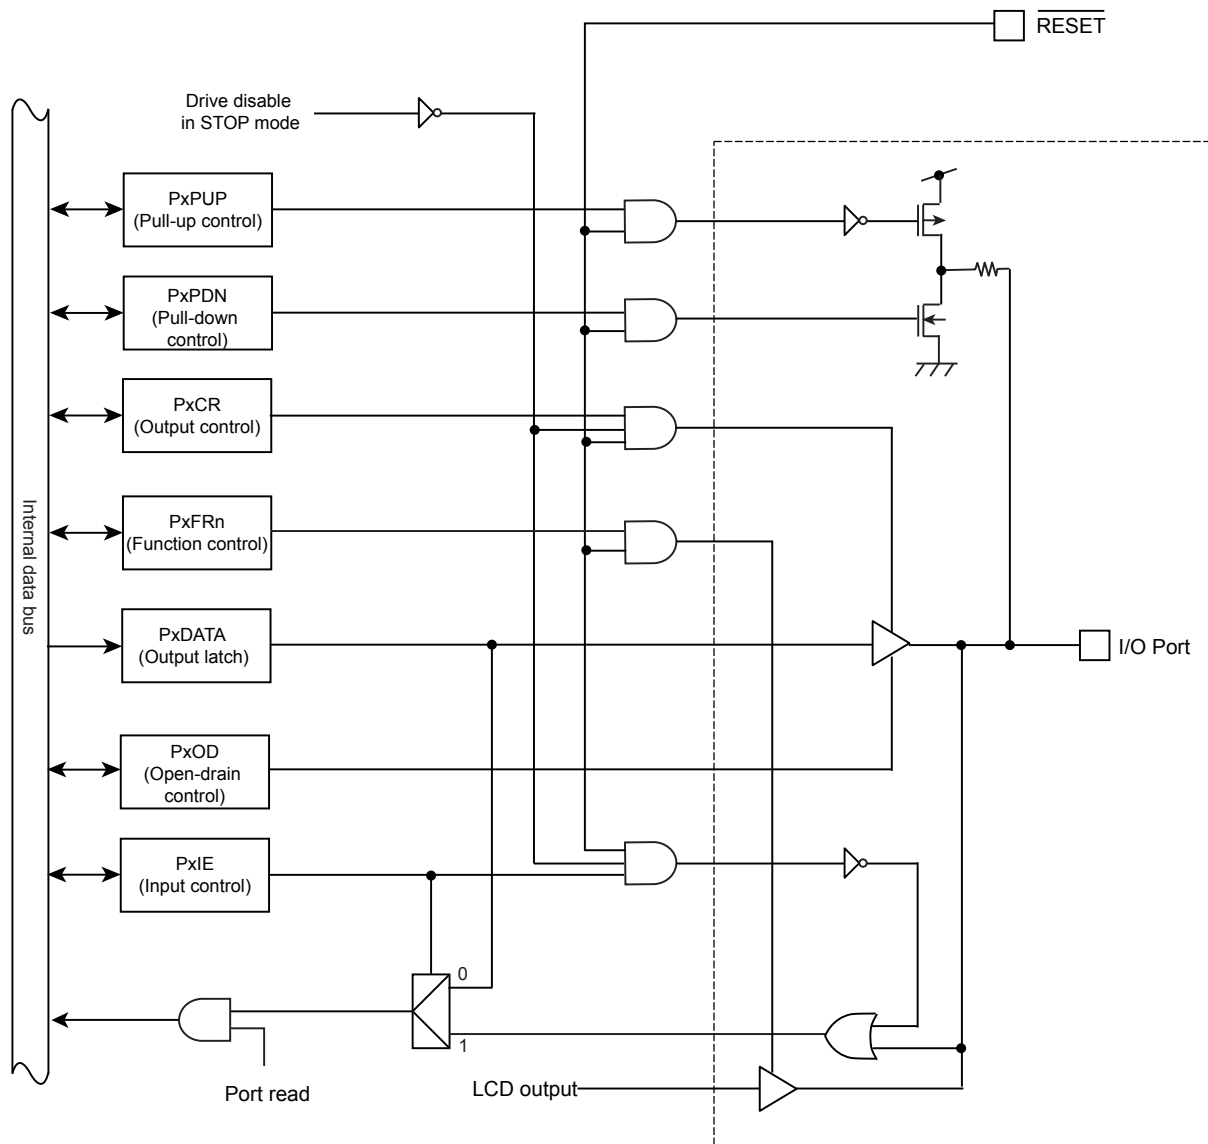 RESET
Drive disable
in STOP mode
PxPUP
(Pull-up control)
PxPDN
(Pull-down
control)
PxCR
(Output control)
PxFRn
(Function control)
Internal data bus
PxDATA
(Output latch)
I/O Port
PxOD
(Open-drain
control)
PxIE
(Input control)
0
1
Port read
LCD output